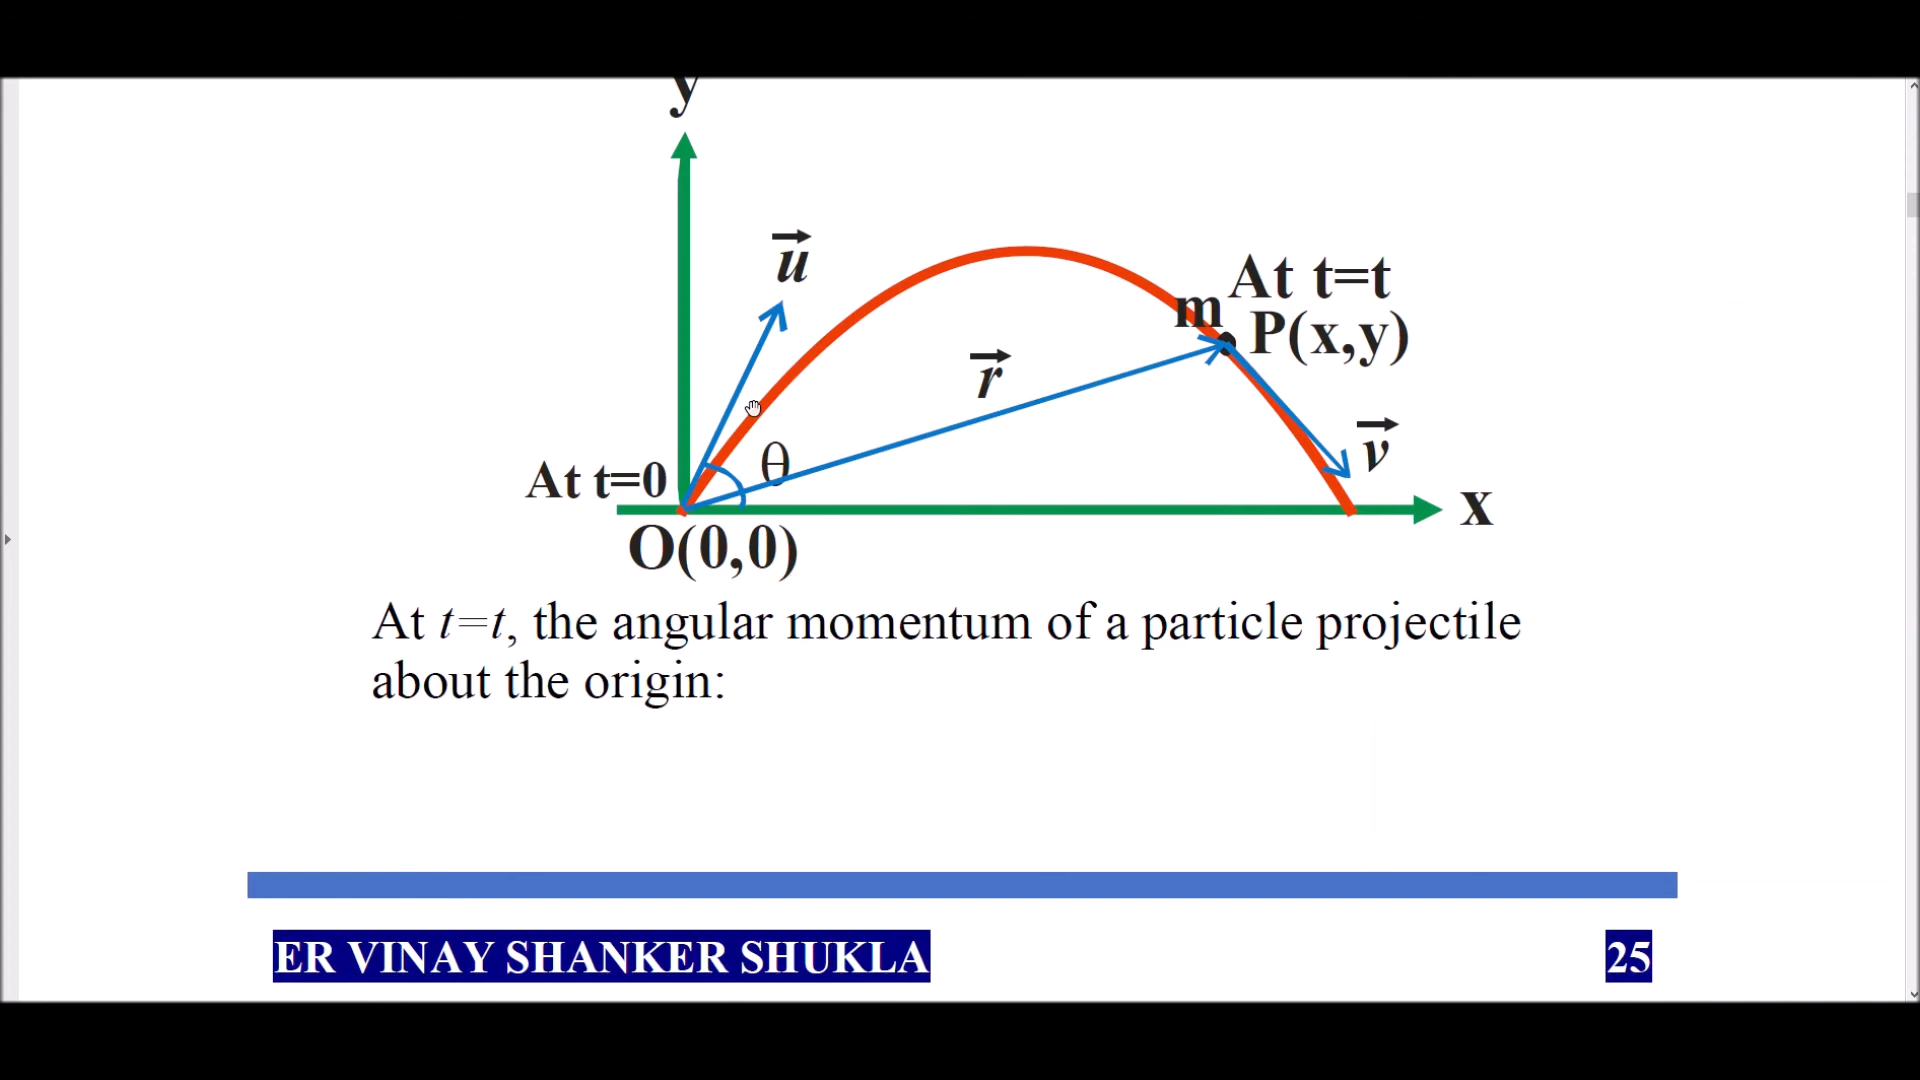 y
u
At t=t
m
P(x,y)
r
v
θ
At t=0
x
O(0,0)
At t=t, the angular momentum of a particle projectile
about the origin:
ER VINAY SHANKER SHUKLA
25